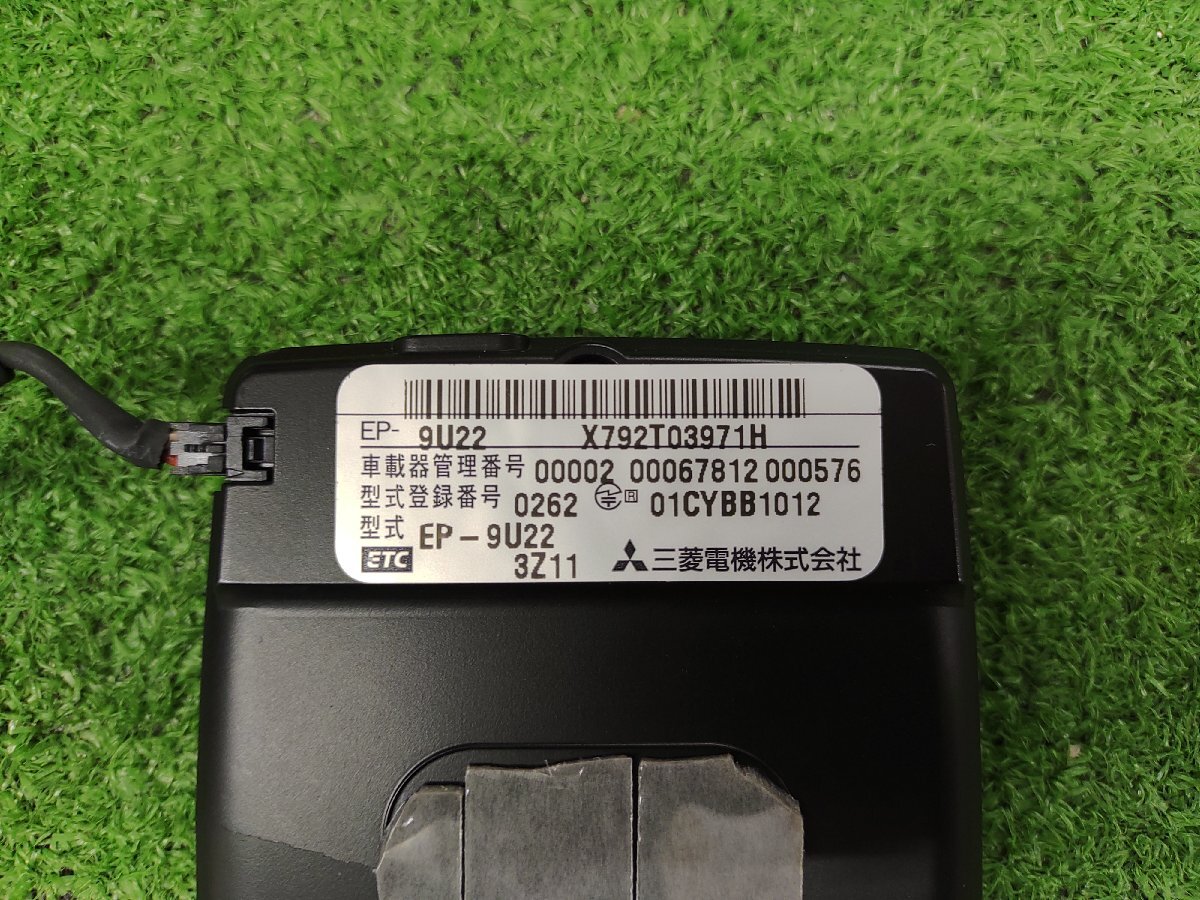 EP- 9U22 X792T03971H
車載器管理番号 00002 00067812 000576
型式登録番号 0262 01CYBB1012
型式 EP-9U22
ETC 3Z11 三菱電機株式会社